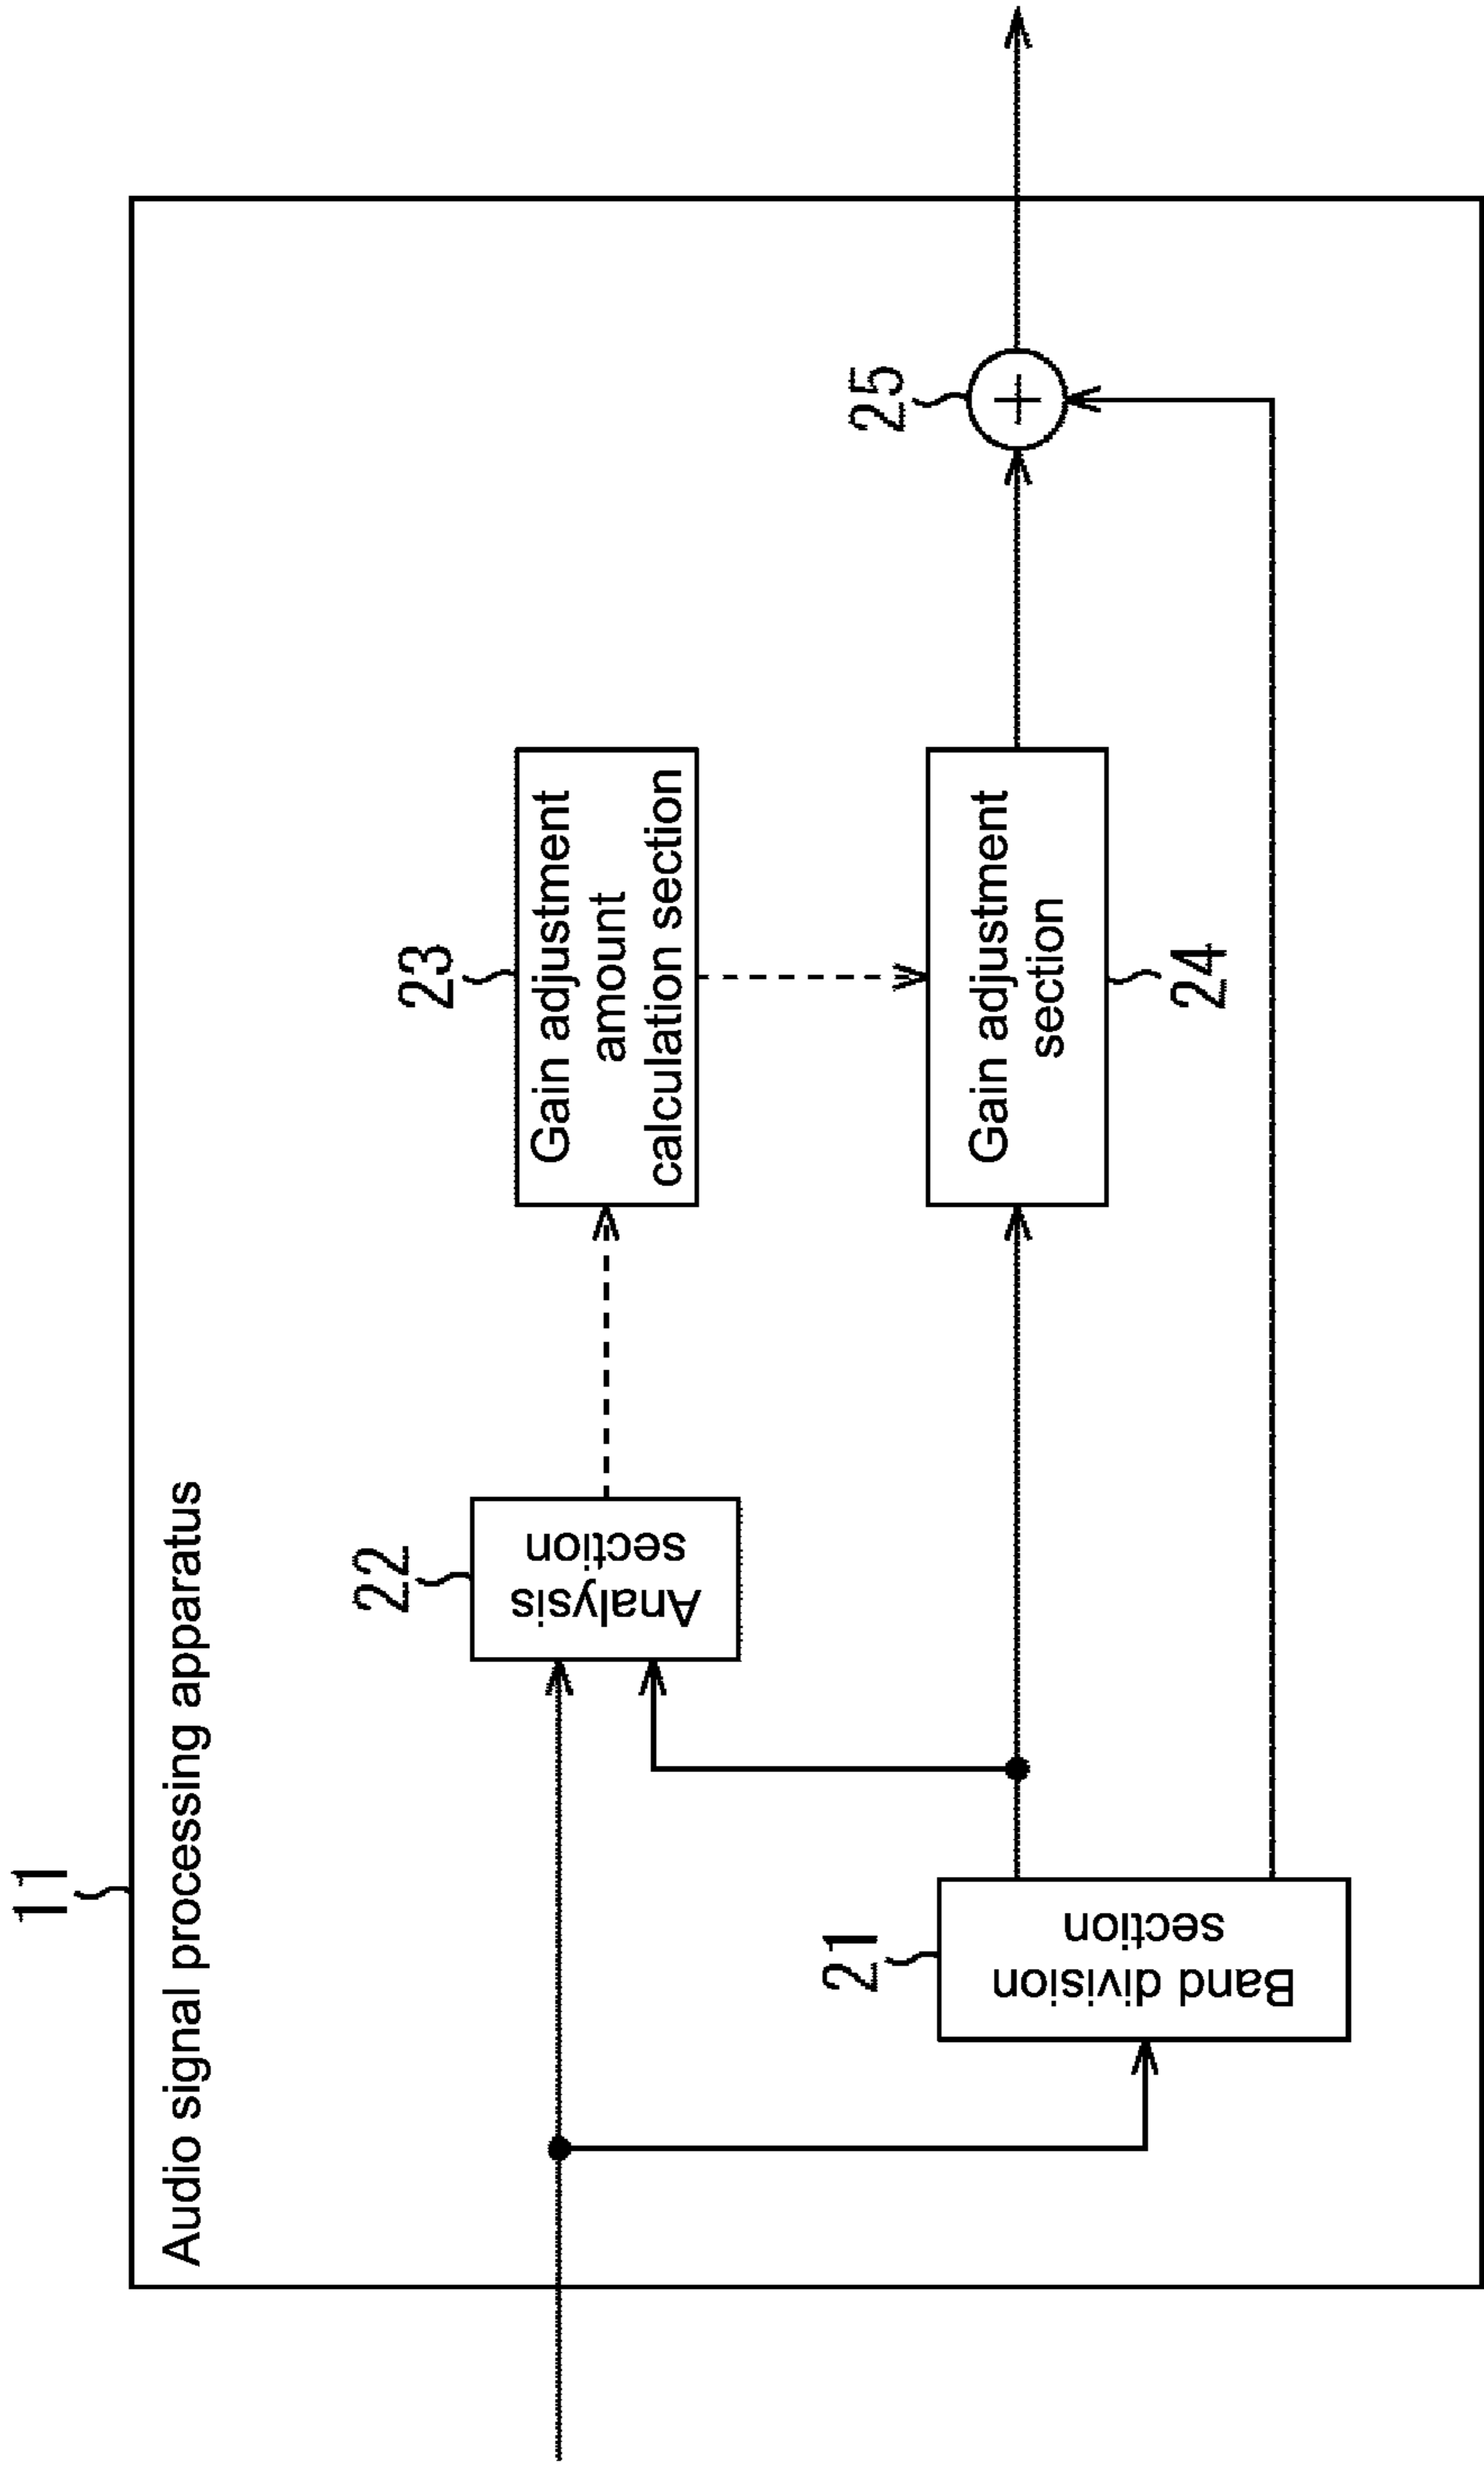 11
Audio signal processing apparatus
22
Analysis
section
23
Gain adjustment
amount
calculation section
21
Band division
section
Gain adjustment
section
24
25
+